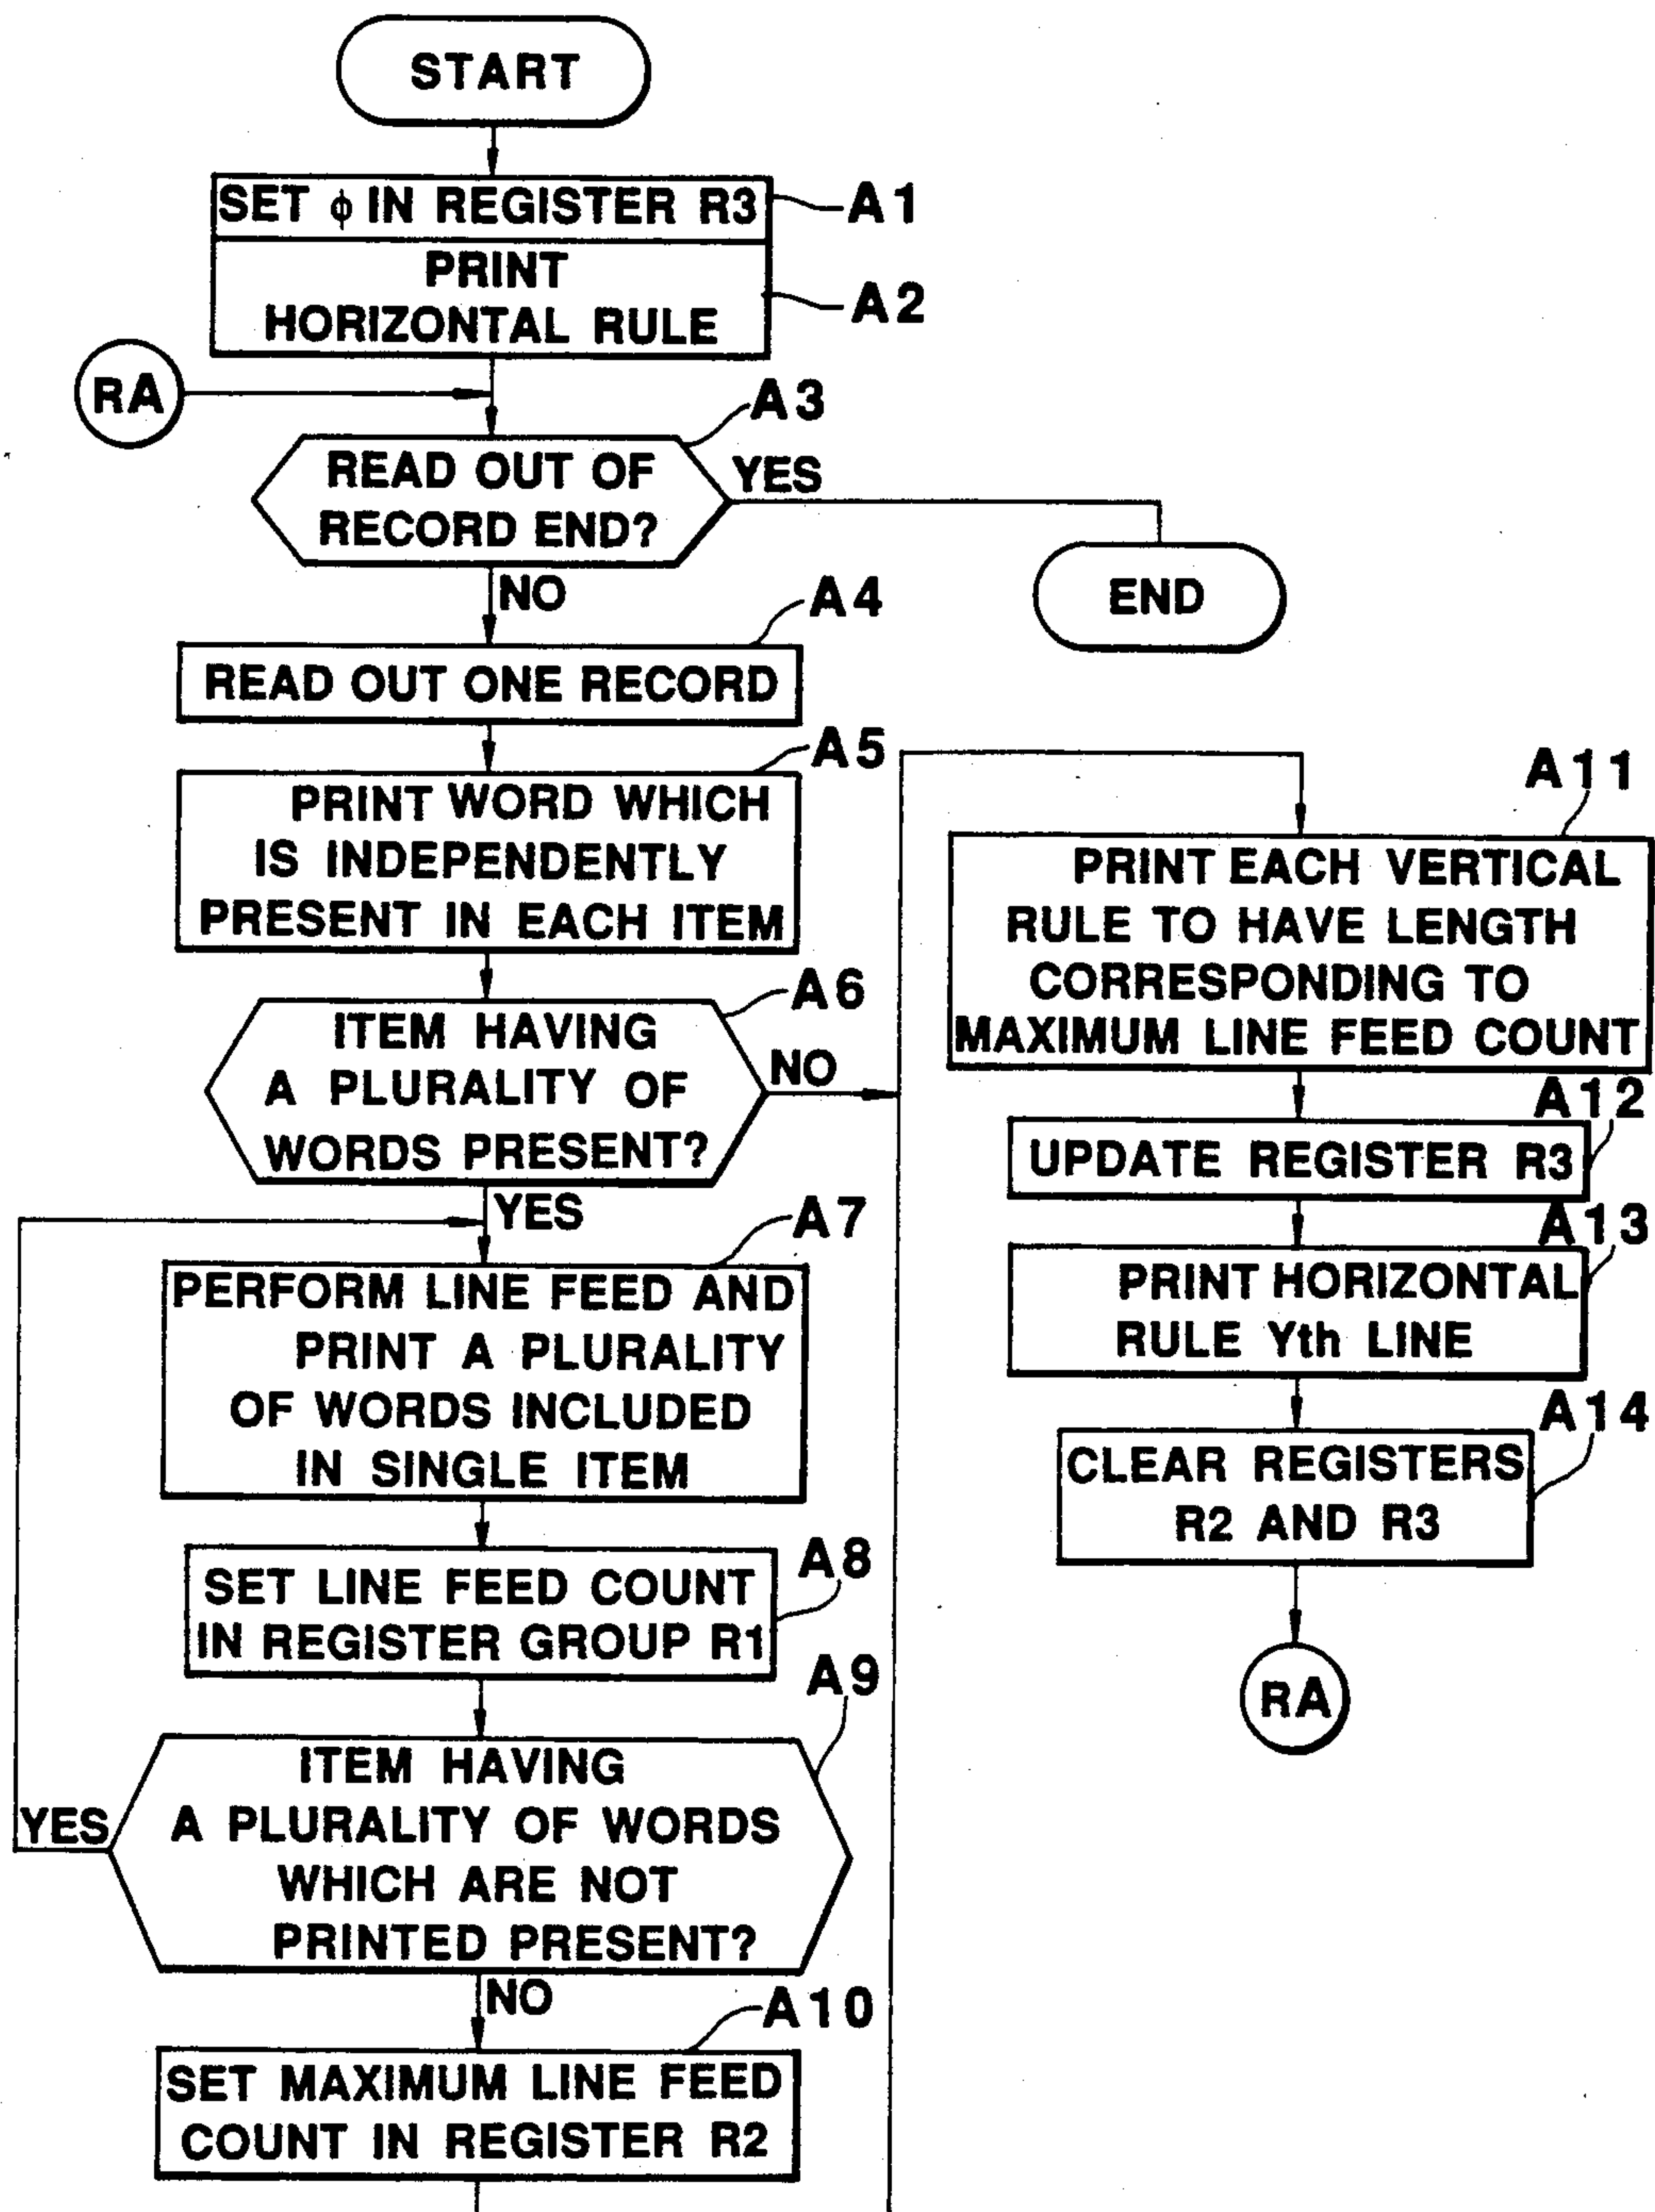 START
SET ϕ IN REGISTER R3
A1
PRINT
HORIZONTAL RULE
A2
RA
A3
READ OUT OF
RECORD END?
YES
NO
END
A4
READ OUT ONE RECORD
A5
PRINT WORD WHICH
IS INDEPENDENTLY
PRESENT IN EACH ITEM
A6
ITEM HAVING
A PLURALITY OF
WORDS PRESENT?
NO
YES
A7
PERFORM LINE FEED AND
PRINT A PLURALITY
OF WORDS INCLUDED
IN SINGLE ITEM
A8
SET LINE FEED COUNT
IN REGISTER GROUP R1
A9
ITEM HAVING
A PLURALITY OF WORDS
WHICH ARE NOT
PRINTED PRESENT?
YES
NO
A10
SET MAXIMUM LINE FEED
COUNT IN REGISTER R2
A11
PRINT EACH VERTICAL
RULE TO HAVE LENGTH
CORRESPONDING TO
MAXIMUM LINE FEED COUNT
A12
UPDATE REGISTER R3
A13
PRINT HORIZONTAL
RULE Yth LINE
A14
CLEAR REGISTERS
R2 AND R3
RA